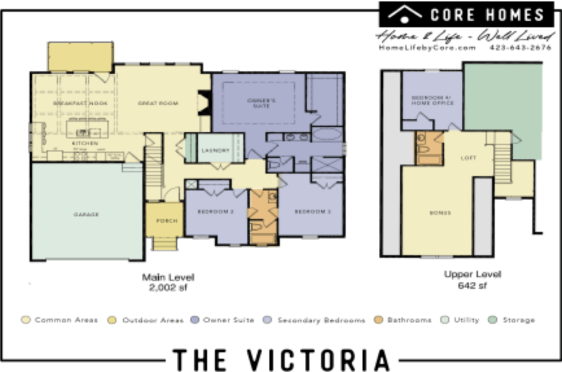 CORE HOMES
Home & Life - Well Lived
HomeLifebyCore.com 423-643-2676
BREAKFAST NOOK
GREAT ROOM
OWNER'S
SUITE
KITCHEN
LAUNDRY
GARAGE
PORCH
BEDROOM 2
BEDROOM 3
BEDROOM 4/
HOME OFFICE
LOFT
BONUS
Main Level
2,002 sf
Upper Level
642 sf
Common Areas Outdoor Areas Owner Suite Secondary Bedrooms Bathrooms Utility Storage
THE VICTORIA